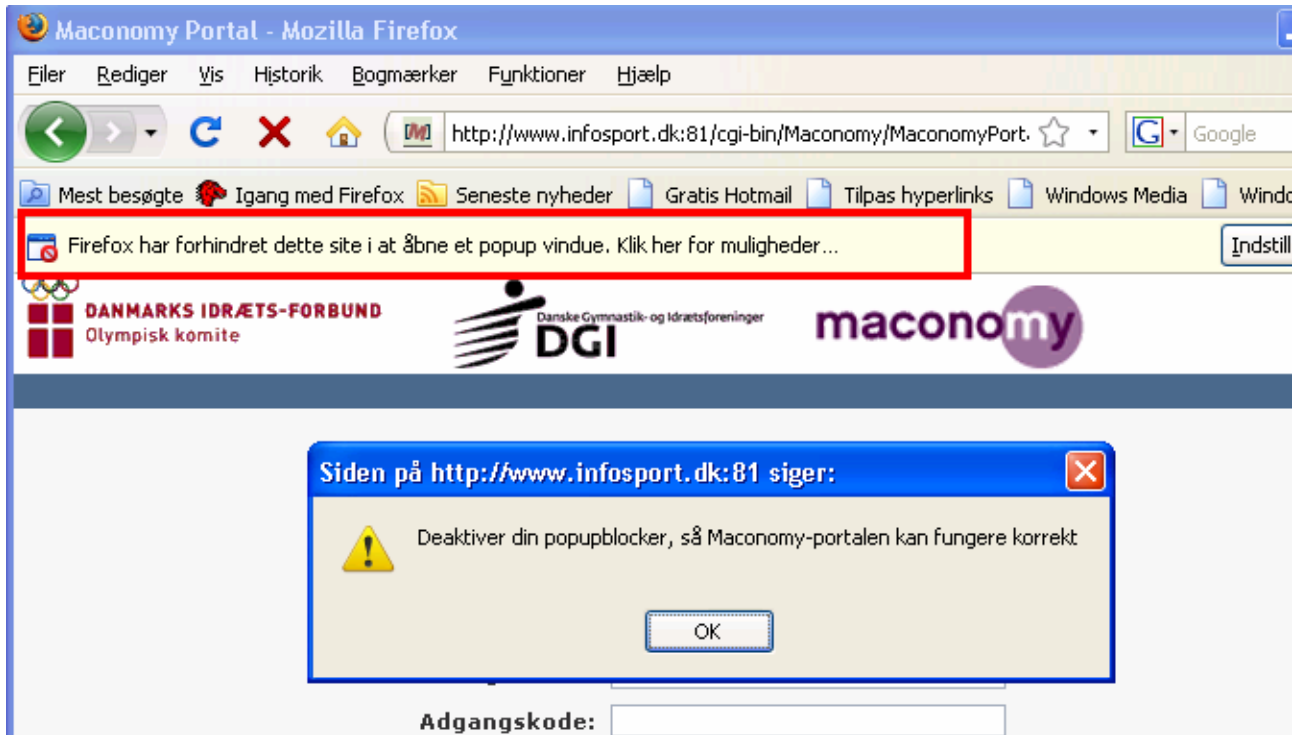 Maconomy Portal - Mozilla Firefox
Filer Rediger Vis Historik Bogmærker Funktioner Hjælp
http://www.infosport.dk:81/cgi-bin/Maconomy/MaconomyPort. G Google
Mest besøgte Igang med Firefox Seneste nyheder Gratis Hotmail Tilpas hyperlinks Windows Media Windo
Firefox har forhindret dette site i at åbne et popup vindue. Klik her for muligheder... Indstill
DANMARKS IDRÆTS-FORBUND
Olympisk komite
Danske Gymnastik- og Idrætsforeninger
DGI
maconomy
Siden på http://www.infosport.dk:81 siger:
Deaktiver din popupblocker, så Maconomy-portalen kan fungere korrekt
OK
Adgangskode: